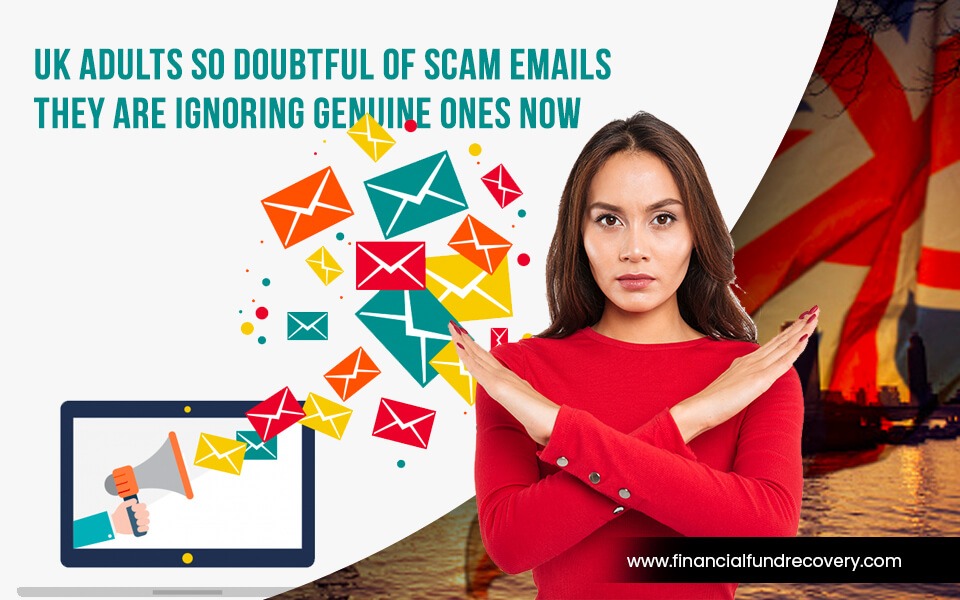 UK ADULTS SO DOUBTFUL OF SCAM EMAILS
THEY ARE IGNORING GENUINE ONES NOW
www.financialfundrecovery.com